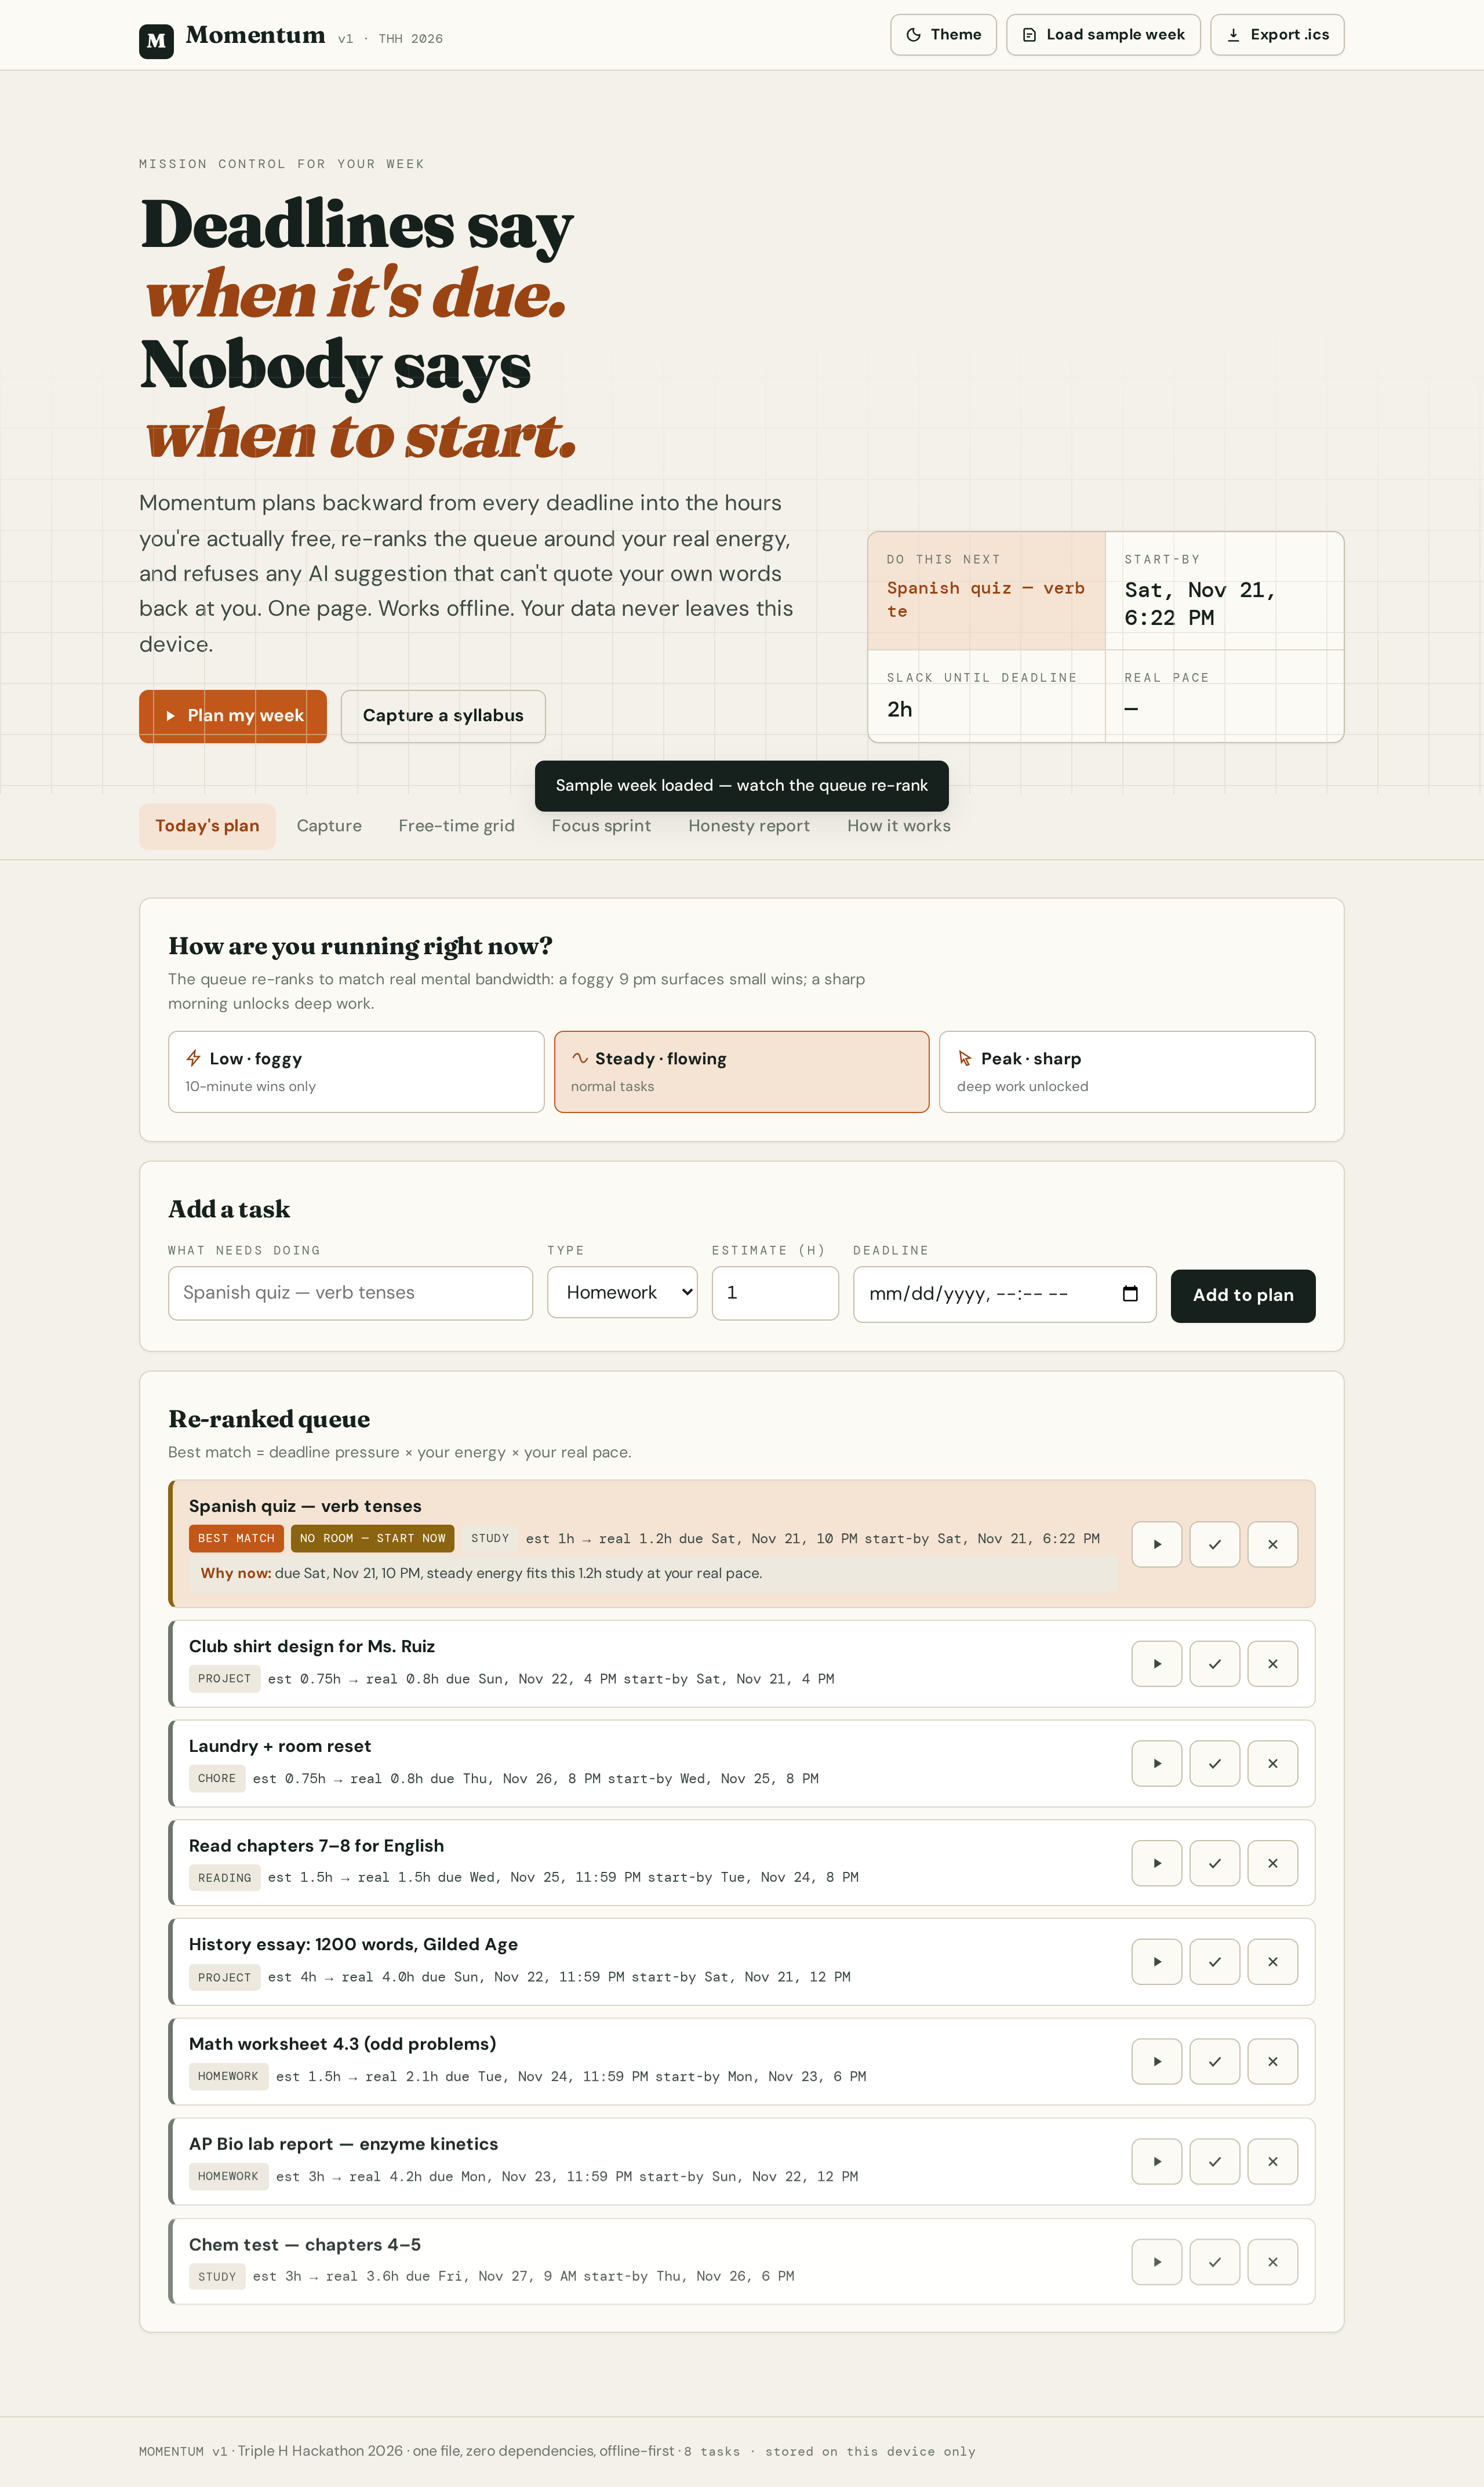 M Momentum v1 · THH 2026
Theme
Load sample week
Export .ics
MISSION CONTROL FOR YOUR WEEK
Deadlines say
when it's due.
Nobody says
when to start.
Momentum plans backward from every deadline into the hours
you're actually free, re-ranks the queue around your real energy,
and refuses any AI suggestion that can't quote your own words
back at you. One page. Works offline. Your data never leaves this
device.
Plan my week
Capture a syllabus
DO THIS NEXT
Spanish quiz — verb
te
START-BY
Sat, Nov 21,
6:22 PM
SLACK UNTIL DEADLINE
2h
REAL PACE
—
Sample week loaded — watch the queue re-rank
Today's plan
Capture
Free-time grid
Focus sprint
Honesty report
How it works
How are you running right now?
The queue re-ranks to match real mental bandwidth: a foggy 9 pm surfaces small wins; a sharp
morning unlocks deep work.
Low · foggy
10-minute wins only
Steady · flowing
normal tasks
Peak · sharp
deep work unlocked
Add a task
WHAT NEEDS DOING
Spanish quiz — verb tenses
TYPE
Homework
ESTIMATE (H)
1
DEADLINE
mm/dd/yyyy, --:-- --
Add to plan
Re-ranked queue
Best match = deadline pressure × your energy × your real pace.
Spanish quiz — verb tenses
BEST MATCH NO ROOM — START NOW STUDY est 1h → real 1.2h due Sat, Nov 21, 10 PM start-by Sat, Nov 21, 6:22 PM
Why now: due Sat, Nov 21, 10 PM, steady energy fits this 1.2h study at your real pace.
Club shirt design for Ms. Ruiz
PROJECT est 0.75h → real 0.8h due Sun, Nov 22, 4 PM start-by Sat, Nov 21, 4 PM
Laundry + room reset
CHORE est 0.75h → real 0.8h due Thu, Nov 26, 8 PM start-by Wed, Nov 25, 8 PM
Read chapters 7–8 for English
READING est 1.5h → real 1.5h due Wed, Nov 25, 11:59 PM start-by Tue, Nov 24, 8 PM
History essay: 1200 words, Gilded Age
PROJECT est 4h → real 4.0h due Sun, Nov 22, 11:59 PM start-by Sat, Nov 21, 12 PM
Math worksheet 4.3 (odd problems)
HOMEWORK est 1.5h → real 2.1h due Tue, Nov 24, 11:59 PM start-by Mon, Nov 23, 6 PM
AP Bio lab report — enzyme kinetics
HOMEWORK est 3h → real 4.2h due Mon, Nov 23, 11:59 PM start-by Sun, Nov 22, 12 PM
Chem test — chapters 4–5
STUDY est 3h → real 3.6h due Fri, Nov 27, 9 AM start-by Thu, Nov 26, 6 PM
MOMENTUM v1 · Triple H Hackathon 2026 · one file, zero dependencies, offline-first · 8 tasks · stored on this device only